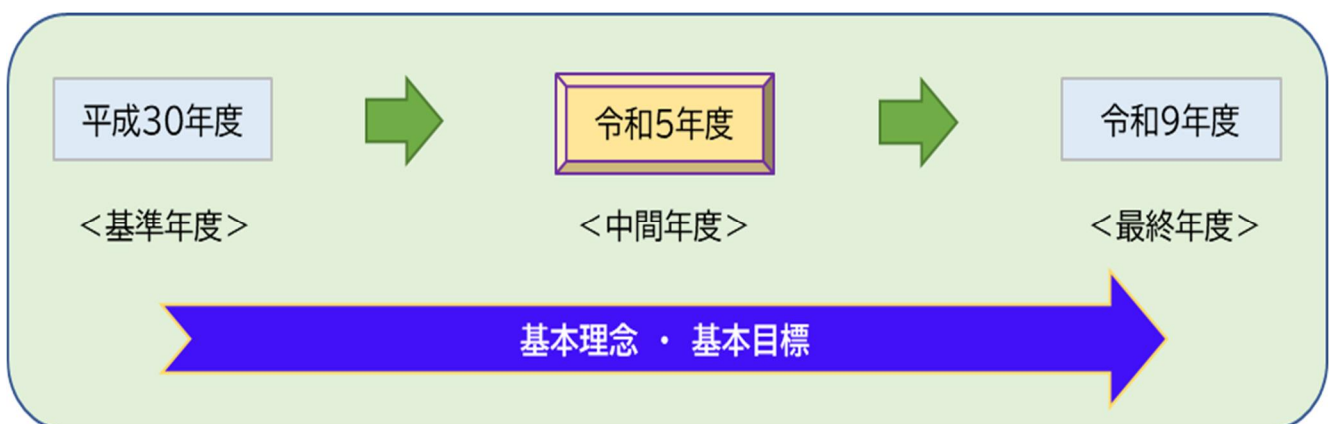 平成30年度
令和5年度
令和9年度
<基準年度>
<中間年度>
<最終年度>
基本理念 ・ 基本目標